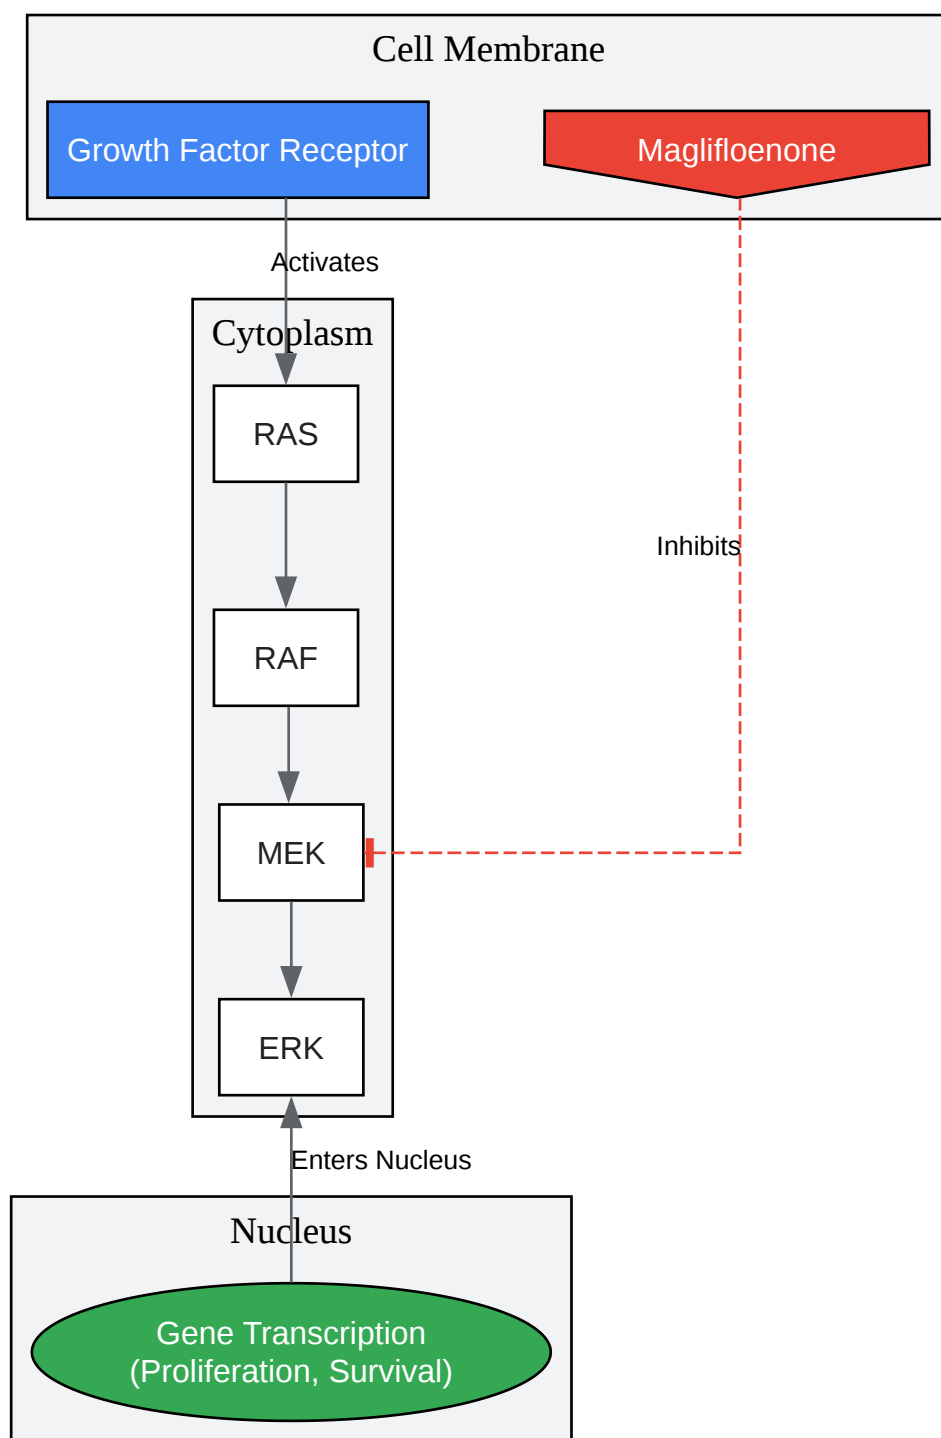 Cell Membrane
Growth Factor Receptor
Maglifloenone
Activates
Cytoplasm
RAS
Inhibits
RAF
MEK
ERK
Enters Nucleus
Nucleus
Gene Transcription
(Proliferation, Survival)